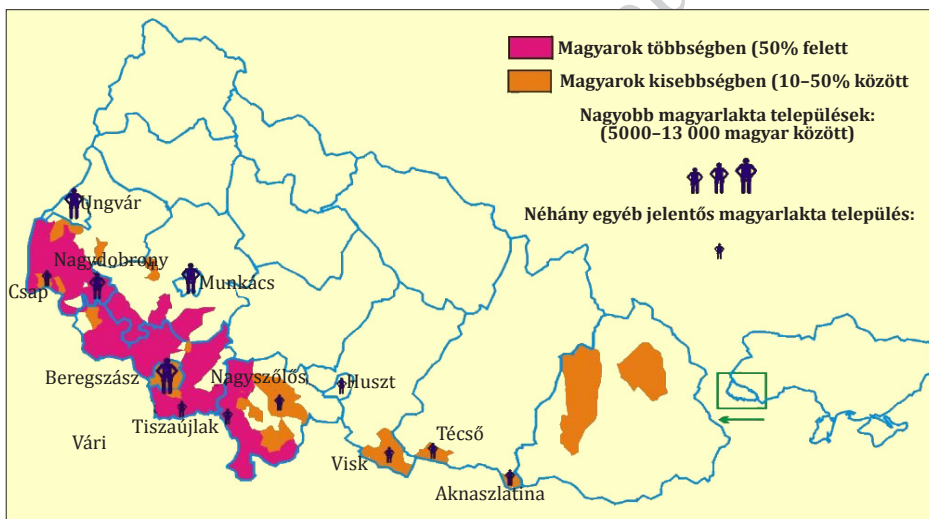 Magyarok többségben (50% felett
Magyarok kisebbségben (10–50% között
Nagyobb magyarlakta települések:
(5000–13 000 magyar között)
Néhány egyéb jelentős magyarlakta település:
Ungvár
Nagydobrony
Csap
Munkács
Beregszász
Nagyszőlős
Huszt
Tiszaújlak
Vári
Técső
Visk
Aknaszlatina